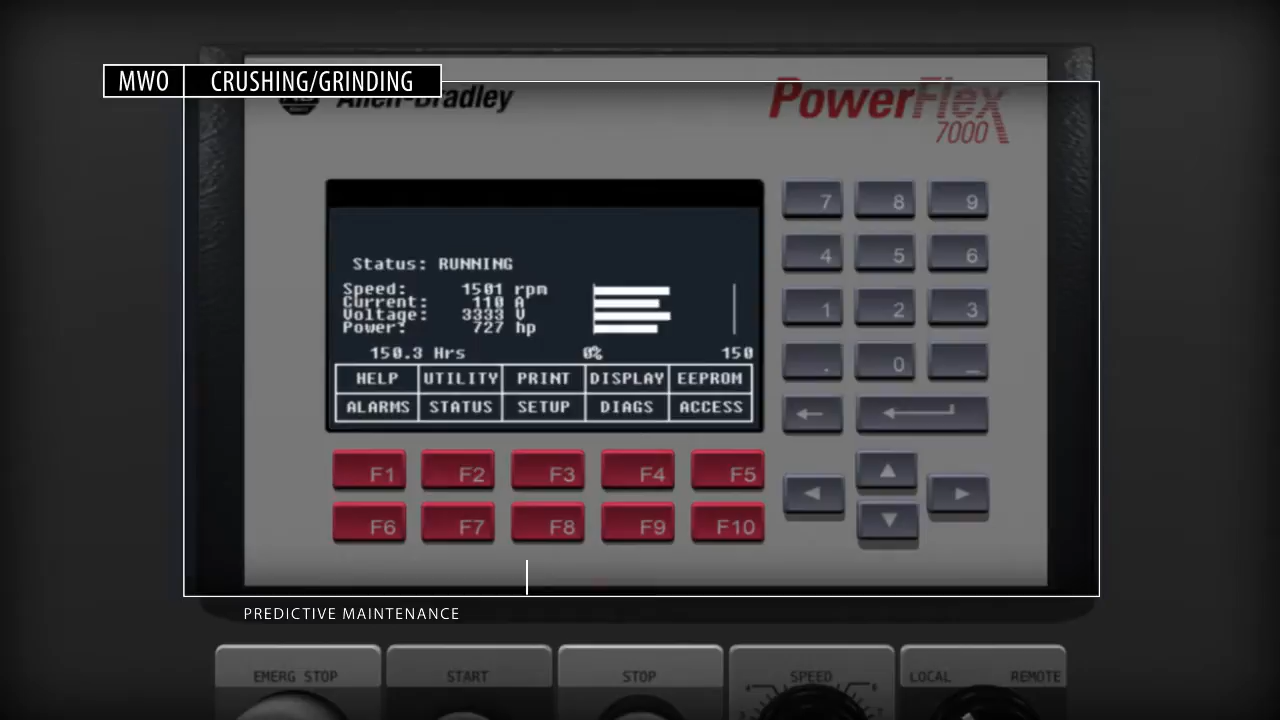 MWO CRUSHING/GRINDING
Allen-Bradley
PowerFlex
7000
Status: RUNNING
Speed: 1501 rpm
Current: 110 A
Voltage: 3333 V
Power: 727 hp
150.3 Hrs 0% 150
HELP UTILITY PRINT DISPLAY EEPROM
ALARMS STATUS SETUP DIAGS ACCESS
7 8 9
4 5 6
1 2 3
. 0 _
F1 F2 F3 F4 F5
F6 F7 F8 F9 F10
PREDICTIVE MAINTENANCE
EMERG STOP START STOP SPEED LOCAL REMOTE